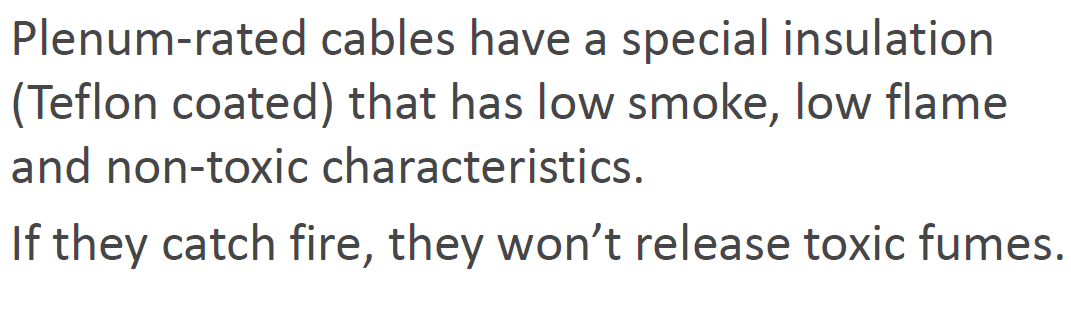 Plenum-rated cables have a special insulation
(Teflon coated) that has low smoke, low flame
and non-toxic characteristics.
If they catch fire, they won’t release toxic fumes.